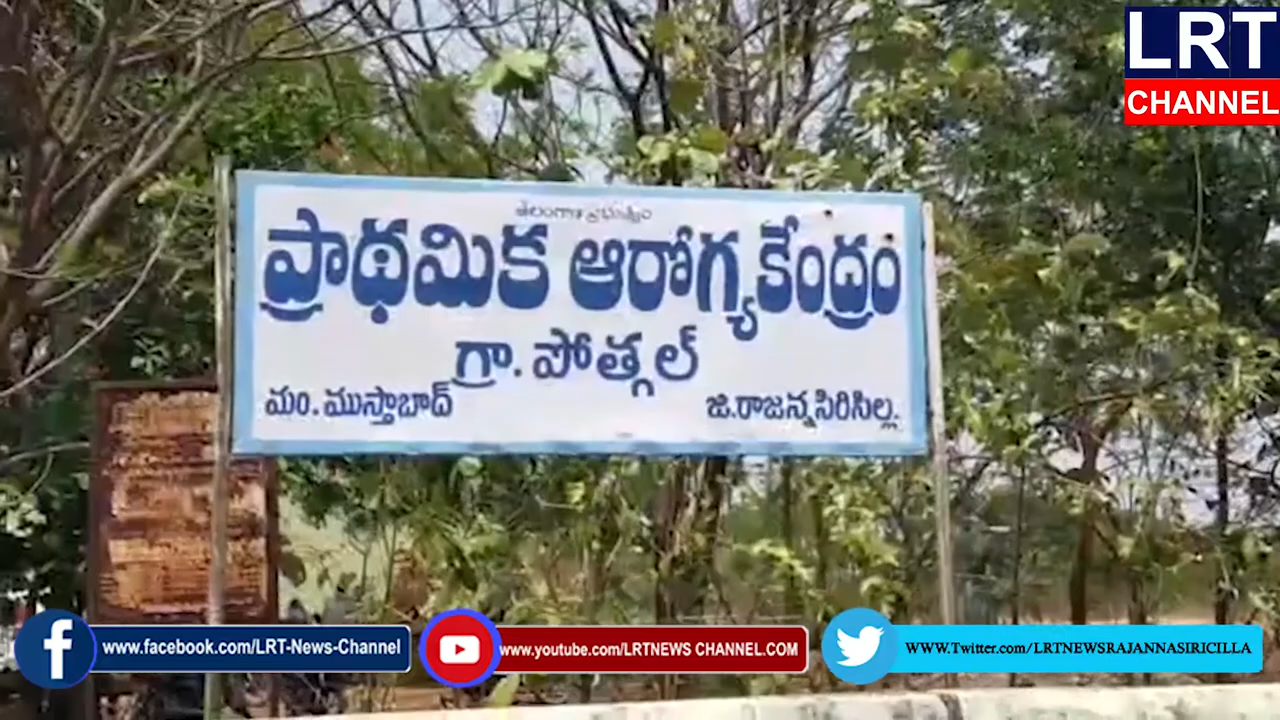 LRT
CHANNEL
తెలంగాణ ప్రభుత్వం
ప్రాథమిక ఆరోగ్యకేంద్రం
గ్రా. పోత్గల్
మం. ముస్తాబాద్ జి.రాజన్నసిరిసిల్ల.
www.facebook.com/LRT-News-Channel
www.youtube.com/LRTNEWS CHANNEL.COM
WWW.Twitter.com/LRTNEWSRAJANNASIRICILLA